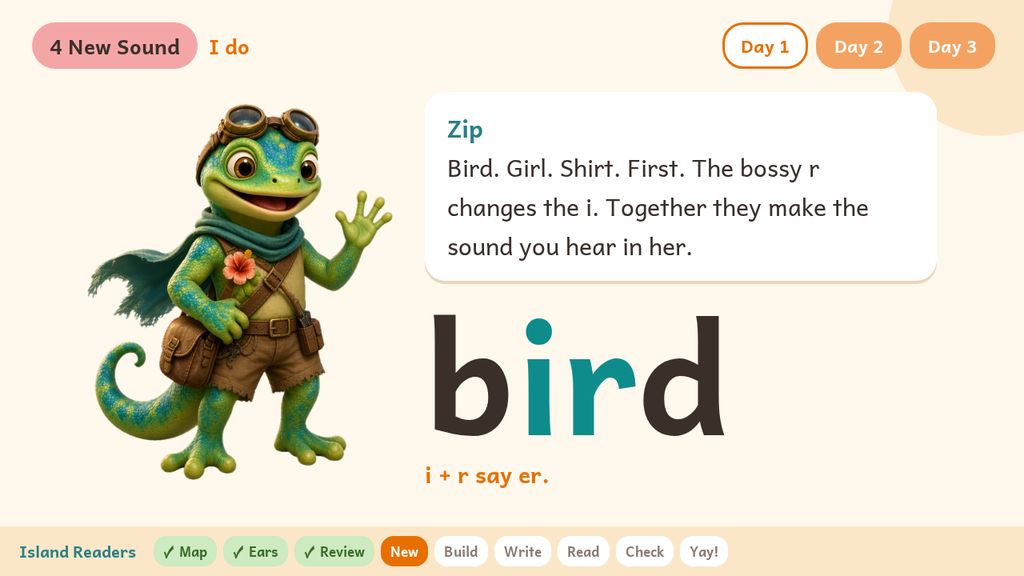 4 New Sound
I do
Day 1
Day 2
Day 3
Zip
Bird. Girl. Shirt. First. The bossy r
changes the i. Together they make the
sound you hear in her.
bird
i + r say er.
Island Readers
✓ Map
✓ Ears
✓ Review
New
Build
Write
Read
Check
Yay!